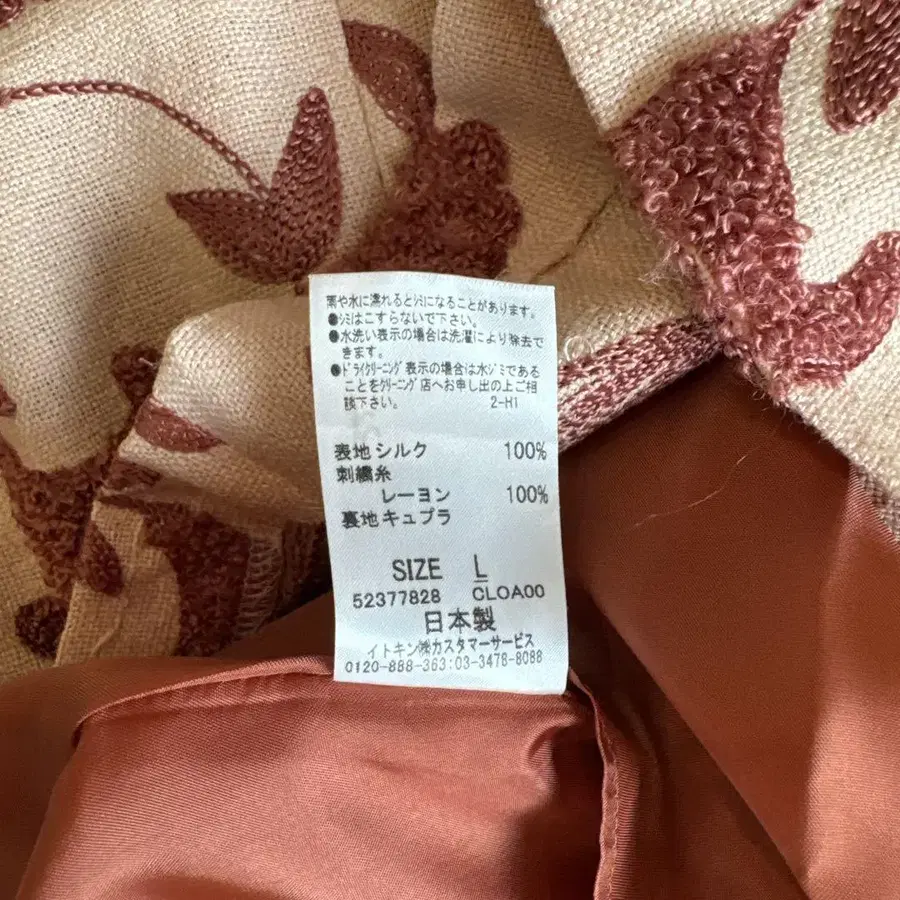 雨や水に濡れるとシミになることがあります。
●シミはこすらないで下さい。
●水洗い表示の場合は洗濯により除去で
きます。
●ドライクリーニング表示の場合は水ジミである
ことをクリーニング店へお申し出の上ご相
談下さい。 2-H1
表地 シルク 100%
刺繍糸
レーヨン 100%
裏地 キュプラ
SIZE L
52377828 CLOA00
日本製
イトキン㈱カスタマーサービス
0120-888-363:03-3478-8088